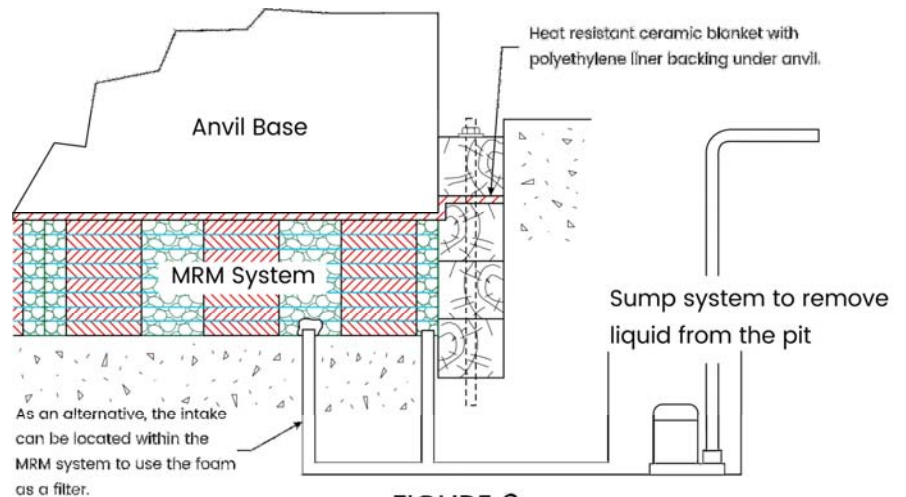 Heat resistant ceramic blanket with
polyethylene liner backing under anvil.
Anvil Base
MRM System
Sump system to remove
liquid from the pit
As an alternative, the intake
can be located within the
MRM system to use the foam
as a filter.